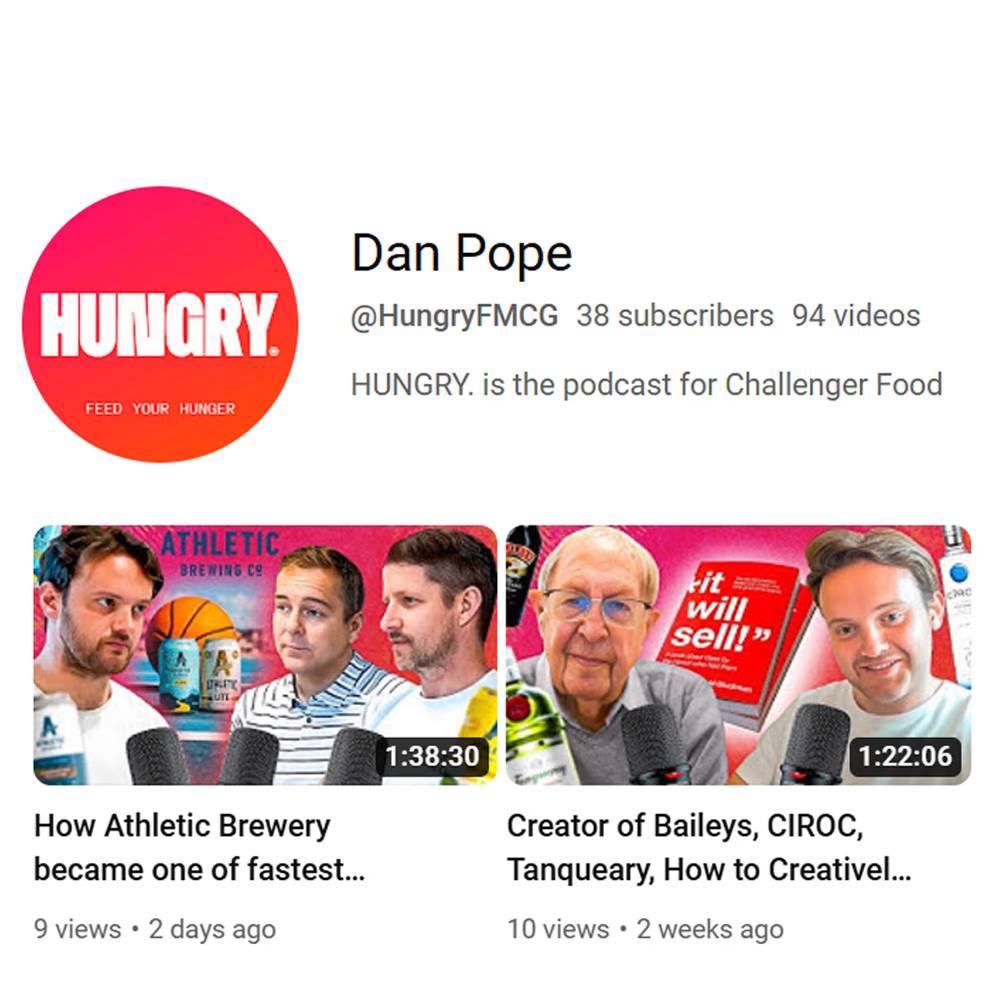 HUNGRY.
FEED YOUR HUNGER
Dan Pope
@HungryFMCG 38 subscribers 94 videos
HUNGRY. is the podcast for Challenger Food
ATHLETIC
BREWING CO
A
ATHLETIC
LITE
1:38:30
it
will
sell!”
1:22:06
How Athletic Brewery
became one of fastest...
9 views • 2 days ago
Creator of Baileys, CIROC,
Tanqueary, How to Creativel...
10 views • 2 weeks ago